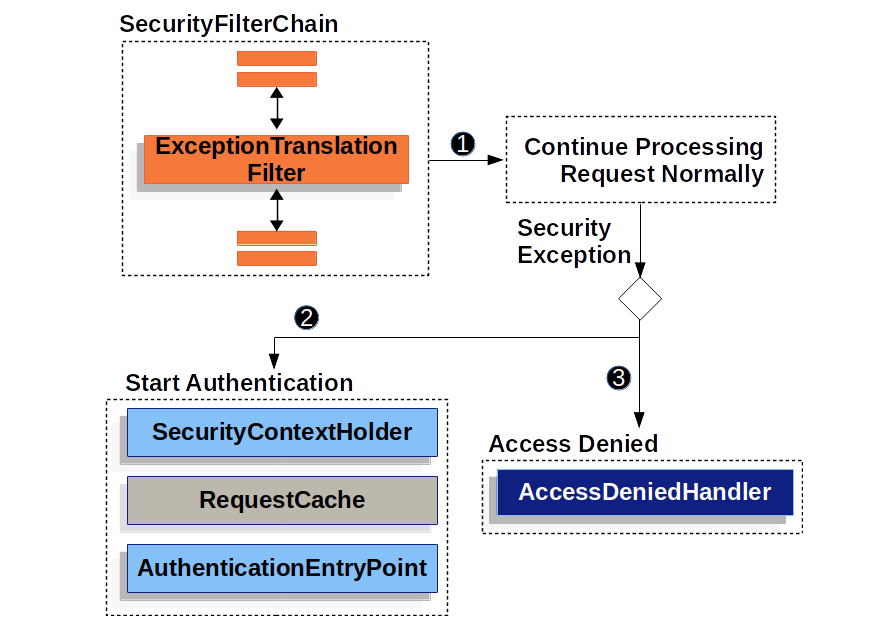 SecurityFilterChain
ExceptionTranslation
Filter
1
Continue Processing
Request Normally
Security
Exception
2
3
Start Authentication
SecurityContextHolder
RequestCache
AuthenticationEntryPoint
Access Denied
AccessDeniedHandler